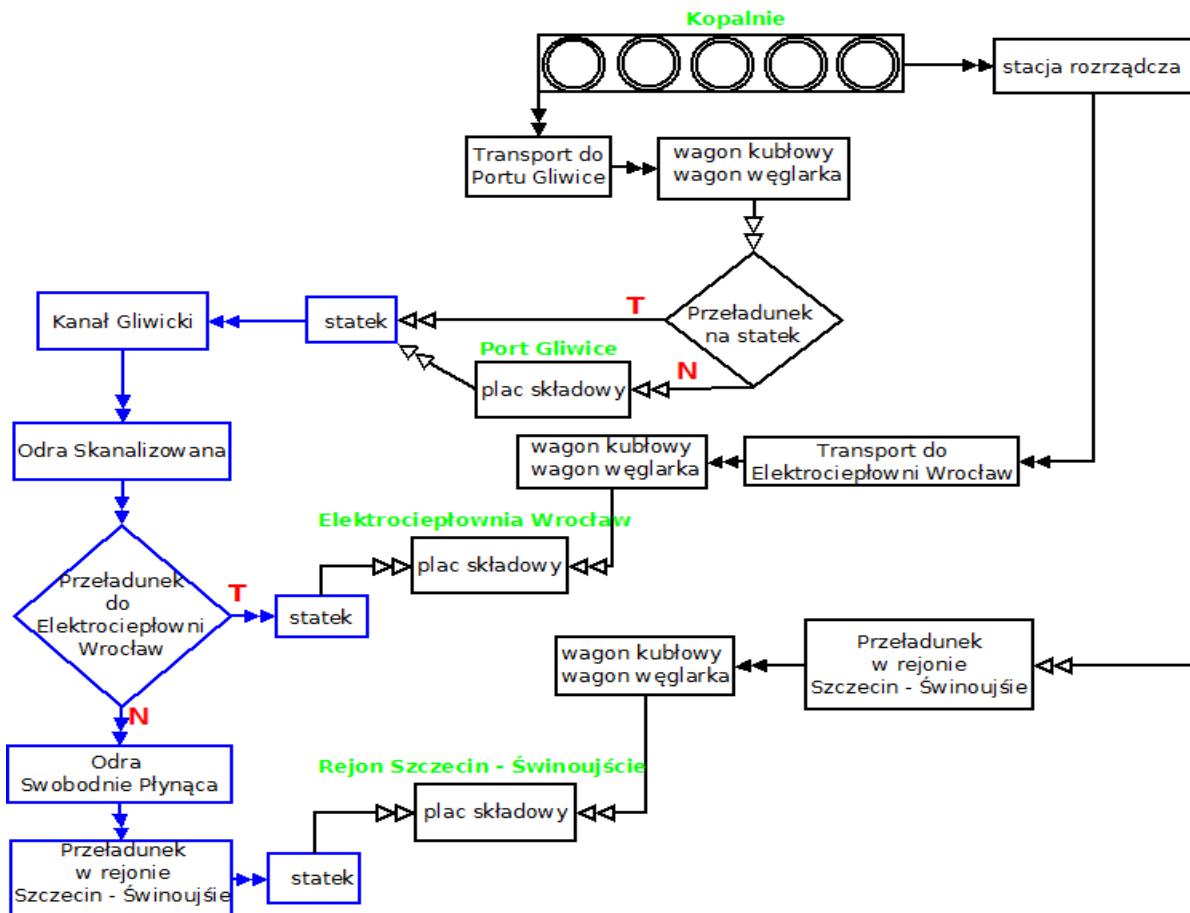 Kopalnie
stacja rozrządcza
Transport do
Portu Gliwice
wagon kubłowy
wagon węglarka
Przeładunek
na statek
T
N
Port Gliwice
statek
plac składowy
Kanał Gliwicki
Odra Skanalizowana
wagon kubłowy
wagon węglarka
Transport do
Elektrociepłowni Wrocław
Elektrociepłownia Wrocław
plac składowy
Przeładunek
do
Elektrociepłowni
Wrocław
T
statek
N
wagon kubłowy
wagon węglarka
Przeładunek
w rejonie
Szczecin - Świnoujśie
Odra
Swobodnie Płynąca
Rejon Szczecin - Świnoujście
plac składowy
Przeładunek
w rejonie
Szczecin - Świnoujśie
statek